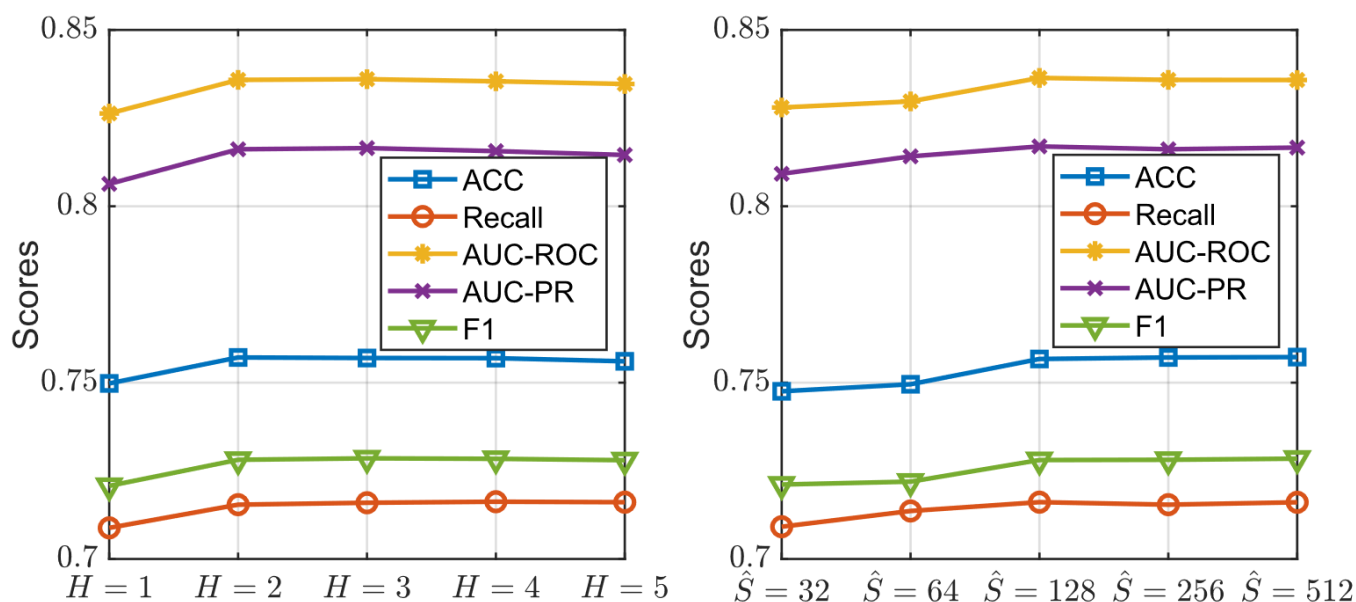 0.85
0.8
0.75
0.7
Scores
ACC
Recall
AUC-ROC
AUC-PR
F1
H = 1
H = 2
H = 3
H = 4
H = 5
0.85
0.8
0.75
0.7
Scores
ACC
Recall
AUC-ROC
AUC-PR
F1
Ŝ = 32
Ŝ = 64
Ŝ = 128
Ŝ = 256
Ŝ = 512